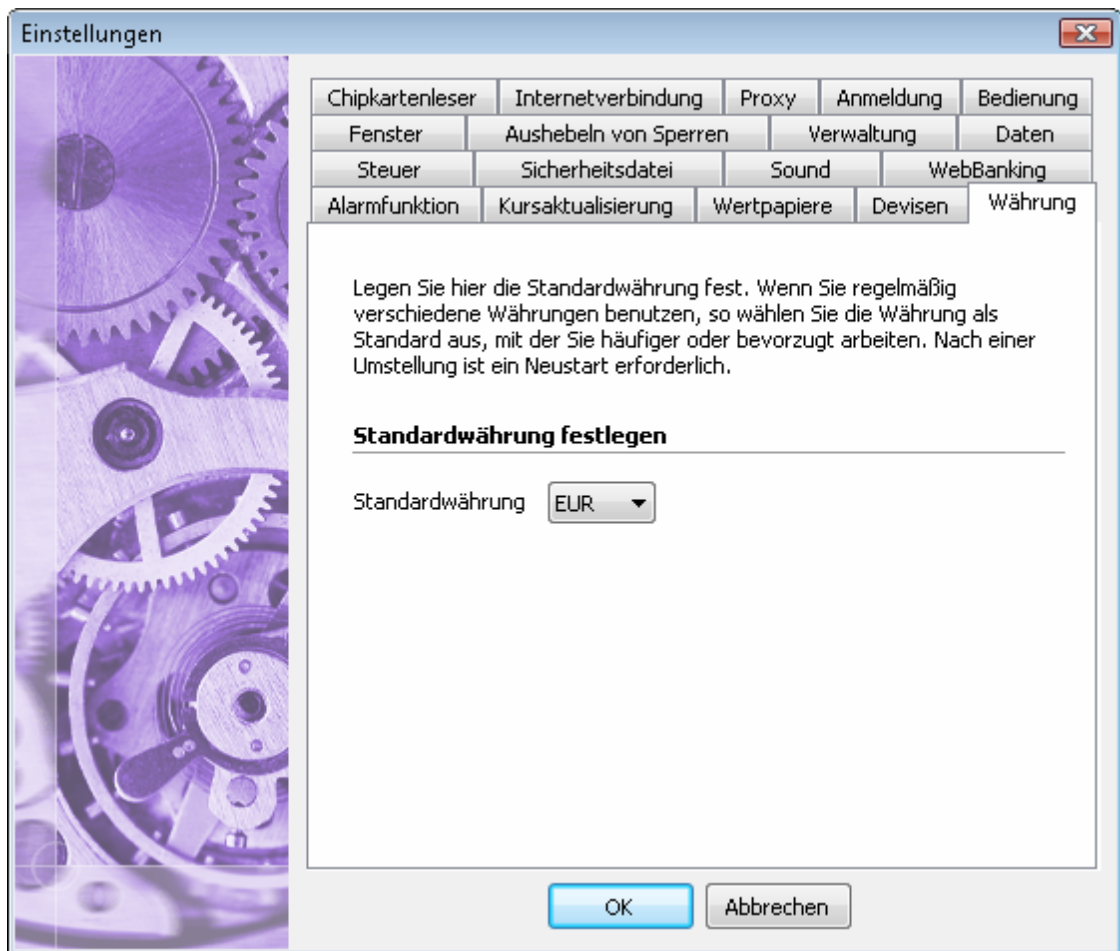 Einstellungen
Chipkartenleser Internetverbindung Proxy Anmeldung Bedienung
Fenster Aushebeln von Sperren Verwaltung Daten
Steuer Sicherheitsdatei Sound WebBanking
Alarmfunktion Kursaktualisierung Wertpapiere Devisen Währung
Legen Sie hier die Standardwährung fest. Wenn Sie regelmäßig
verschiedene Währungen benutzen, so wählen Sie die Währung als
Standard aus, mit der Sie häufiger oder bevorzugt arbeiten. Nach einer
Umstellung ist ein Neustart erforderlich.
Standardwährung festlegen
Standardwährung EUR
OK Abbrechen